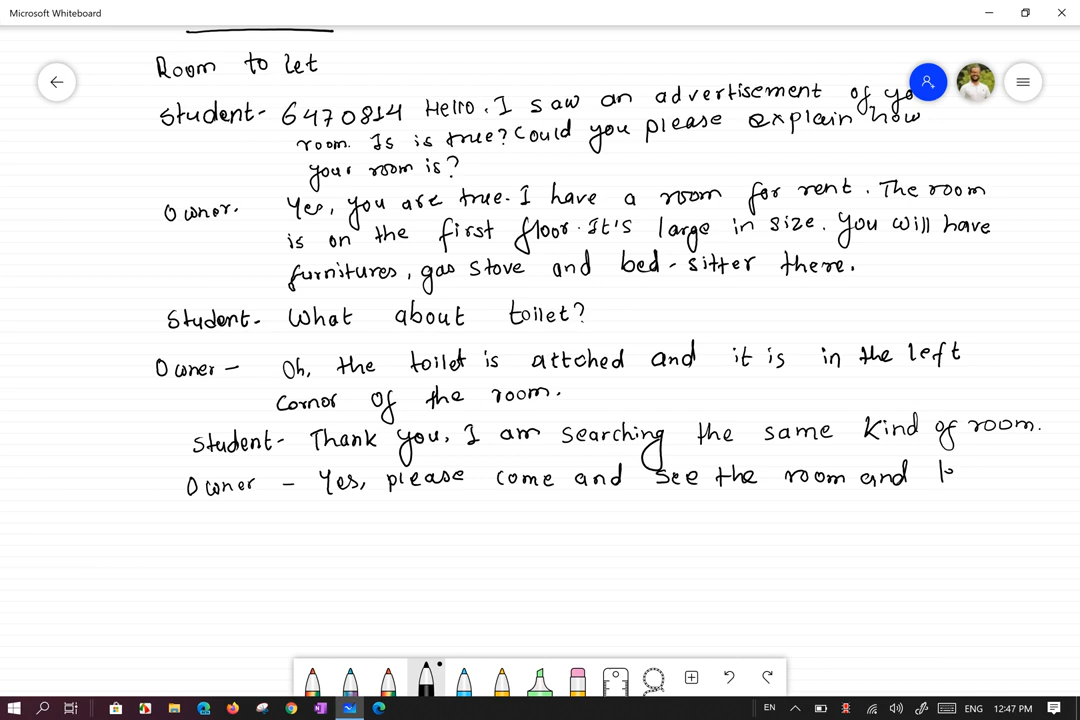 Microsoft Whiteboard
Room to let
Student- 6470814 Hello. I saw an advertisement of you
room. Is is true? Could you please explain how
your room is?
Owner. Yes, you are true. I have a room for rent. The room
is on the first floor. It's large in size. You will have
furnitures, gas stove and bed-sitter there.
Student- What about toilet?
Owner - Oh, the toilet is attched and it is in the left
cornor of the room.
Student- Thank you, I am searching the same kind of room.
Owner - Yes, please come and see the room and
EN
ENG 12:47 PM